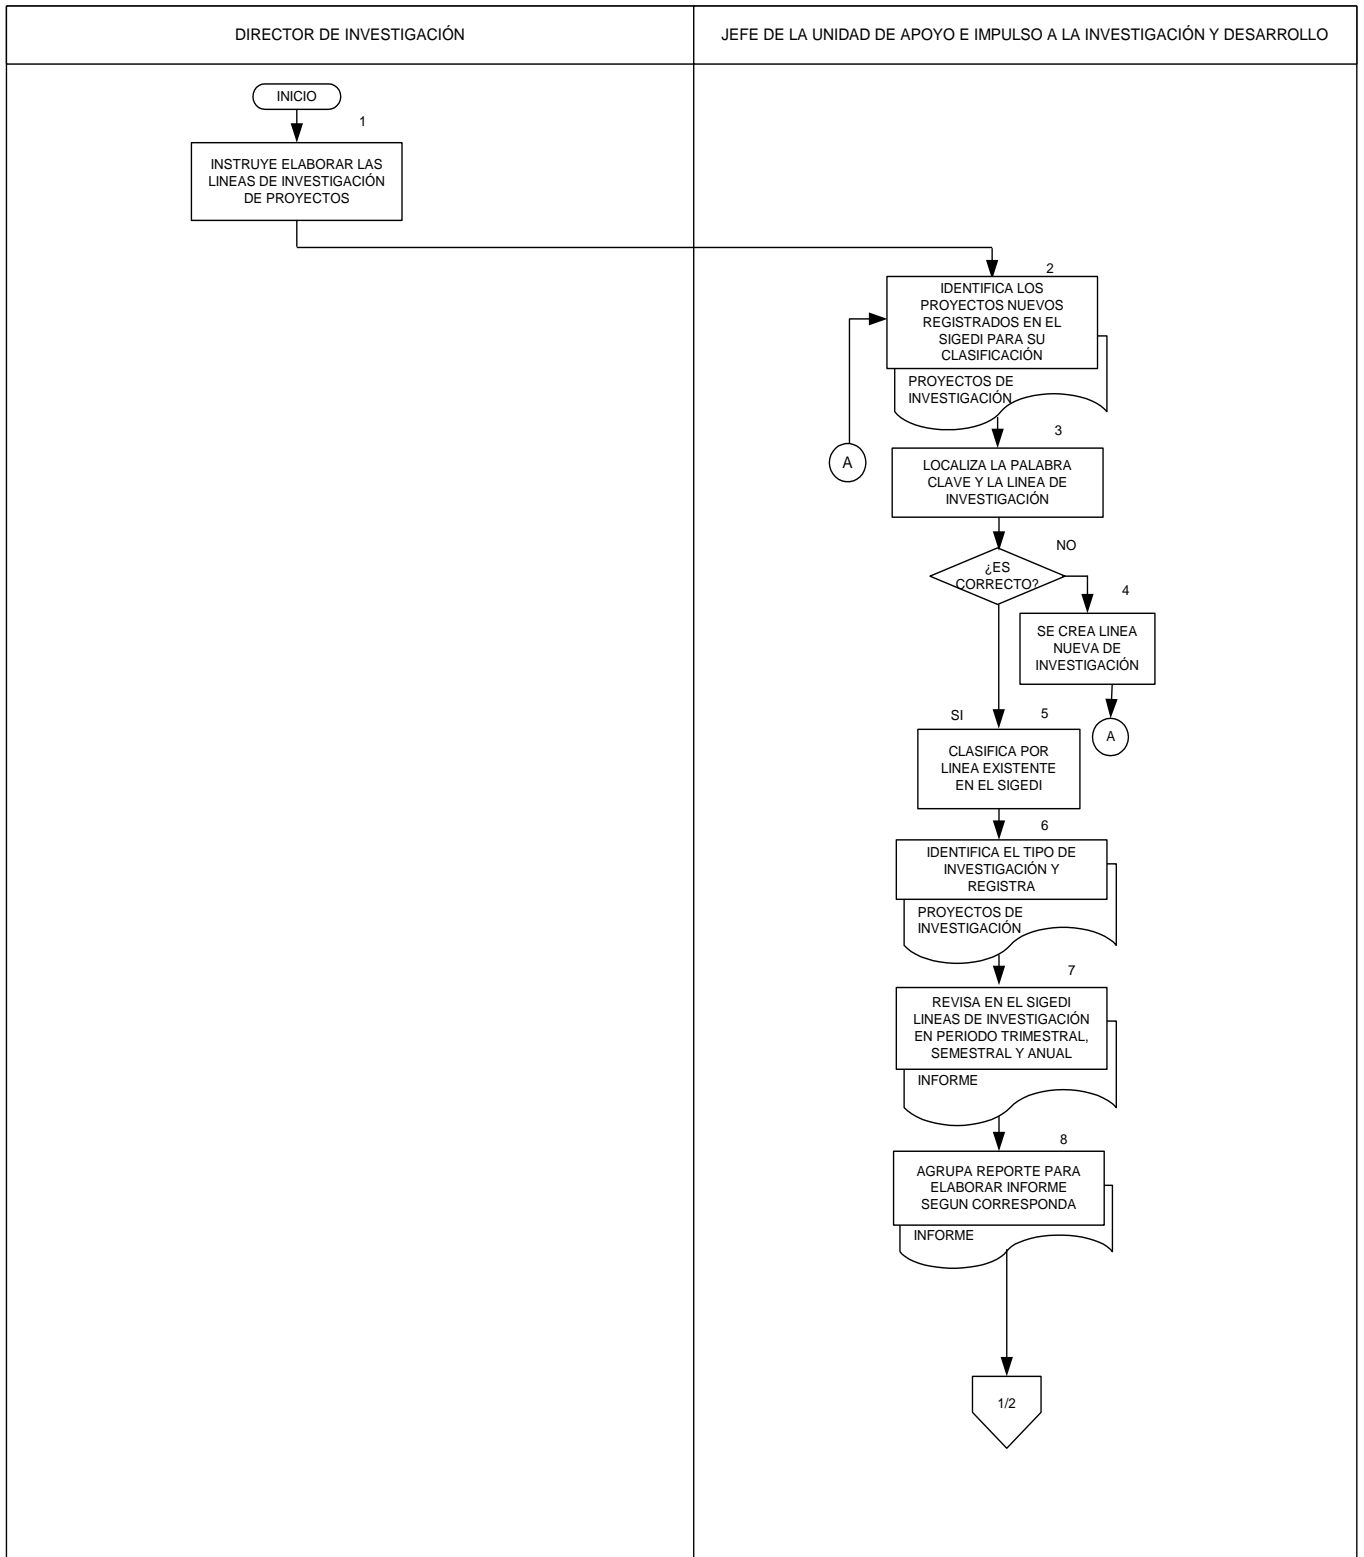 DIRECTOR DE INVESTIGACIÓN
JEFE DE LA UNIDAD DE APOYO E IMPULSO A LA INVESTIGACIÓN Y DESARROLLO
INICIO
1
INSTRUYE ELABORAR LAS
LINEAS DE INVESTIGACIÓN
DE PROYECTOS
2
IDENTIFICA LOS
PROYECTOS NUEVOS
REGISTRADOS EN EL
SIGEDI PARA SU
CLASIFICACIÓN
PROYECTOS DE
INVESTIGACIÓN
A
3
LOCALIZA LA PALABRA
CLAVE Y LA LINEA DE
INVESTIGACIÓN
NO
¿ES
CORRECTO?
4
SE CREA LINEA
NUEVA DE
INVESTIGACIÓN
A
SI
5
CLASIFICA POR
LINEA EXISTENTE
EN EL SIGEDI
6
IDENTIFICA EL TIPO DE
INVESTIGACIÓN Y
REGISTRA
PROYECTOS DE
INVESTIGACIÓN
7
REVISA EN EL SIGEDI
LINEAS DE INVESTIGACIÓN
EN PERIODO TRIMESTRAL,
SEMESTRAL Y ANUAL
INFORME
8
AGRUPA REPORTE PARA
ELABORAR INFORME
SEGUN CORRESPONDA
INFORME
1/2